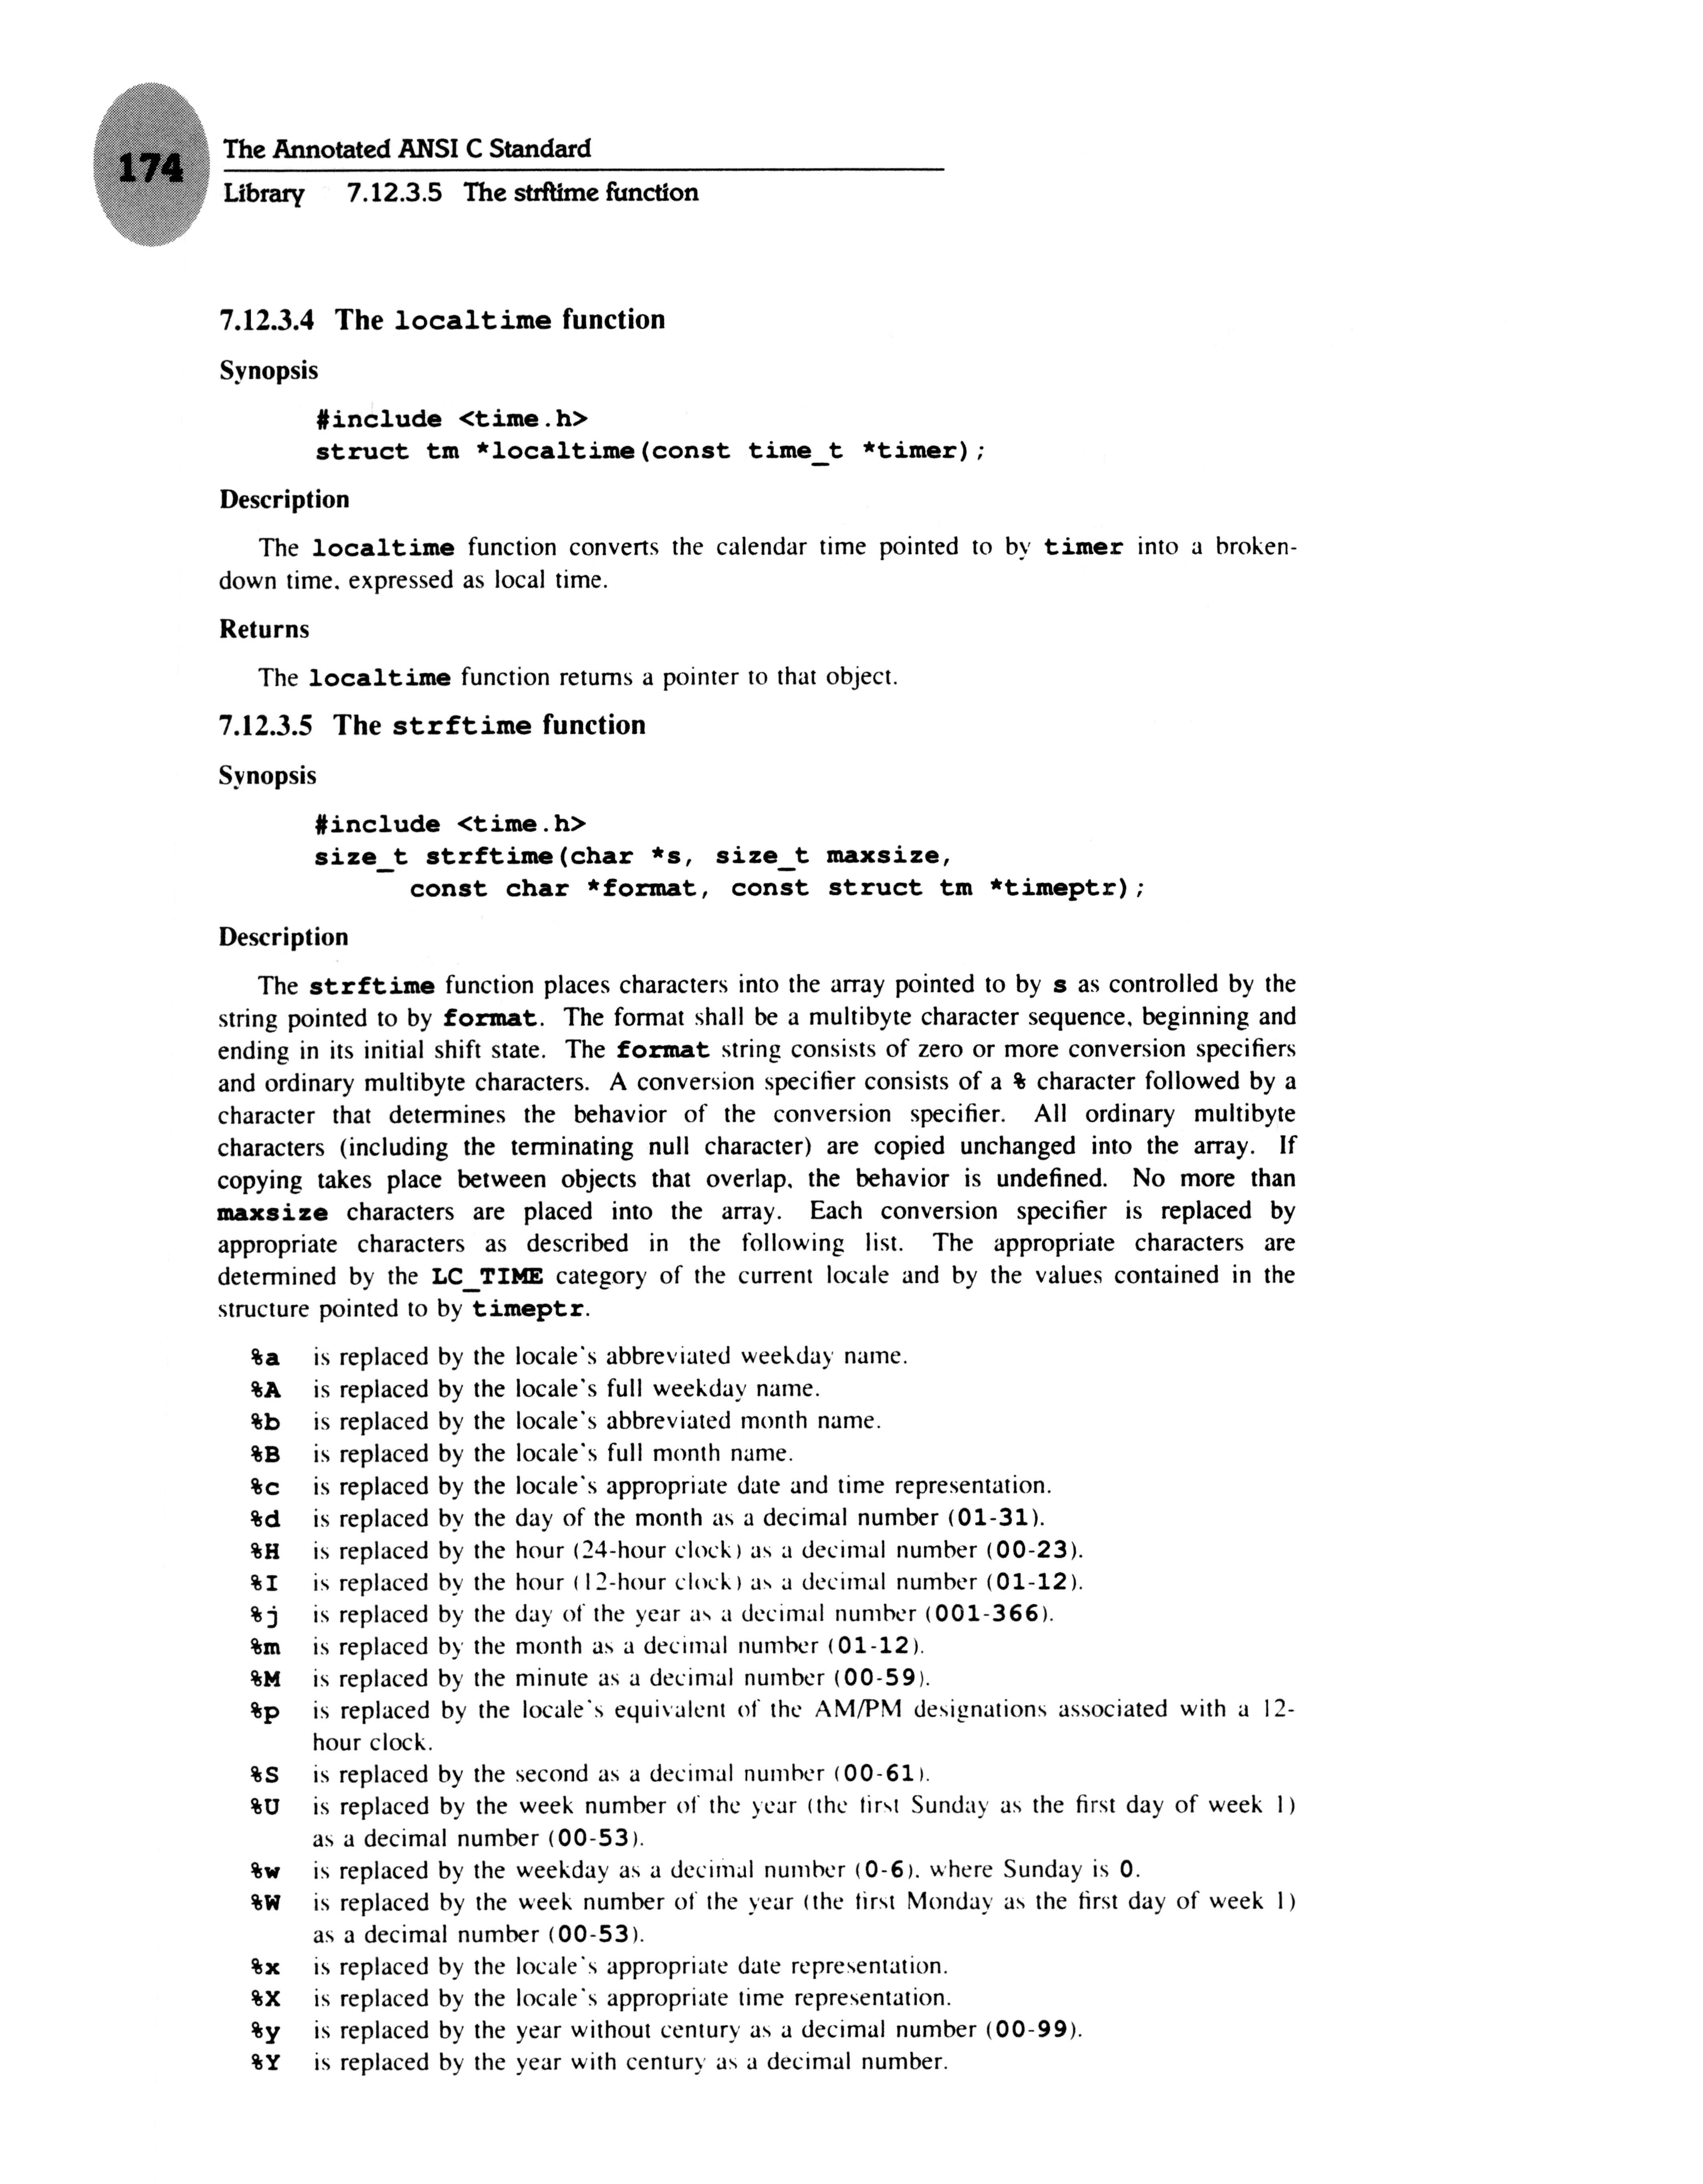 174
The Annotated ANSI C Standard
Library 7.12.3.5 The strftime function
7.12.3.4 The localtime function
Synopsis
#include <time.h>
struct tm *localtime(const time_t *timer);
Description
The localtime function converts the calendar time pointed to by timer into a broken-
down time, expressed as local time.
Returns
The localtime function returns a pointer to that object.
7.12.3.5 The strftime function
Synopsis
#include <time.h>
size_t strftime(char *s, size_t maxsize,
const char *format, const struct tm *timeptr);
Description
The strftime function places characters into the array pointed to by s as controlled by the
string pointed to by format. The format shall be a multibyte character sequence, beginning and
ending in its initial shift state. The format string consists of zero or more conversion specifiers
and ordinary multibyte characters. A conversion specifier consists of a % character followed by a
character that determines the behavior of the conversion specifier. All ordinary multibyte
characters (including the terminating null character) are copied unchanged into the array. If
copying takes place between objects that overlap, the behavior is undefined. No more than
maxsize characters are placed into the array. Each conversion specifier is replaced by
appropriate characters as described in the following list. The appropriate characters are
determined by the LC_TIME category of the current locale and by the values contained in the
structure pointed to by timeptr.
%a is replaced by the locale's abbreviated weekday name.
%A is replaced by the locale's full weekday name.
%b is replaced by the locale's abbreviated month name.
%B is replaced by the locale's full month name.
%c is replaced by the locale's appropriate date and time representation.
%d is replaced by the day of the month as a decimal number (01-31).
%H is replaced by the hour (24-hour clock) as a decimal number (00-23).
%I is replaced by the hour (12-hour clock) as a decimal number (01-12).
%j is replaced by the day of the year as a decimal number (001-366).
%m is replaced by the month as a decimal number (01-12).
%M is replaced by the minute as a decimal number (00-59).
%p is replaced by the locale's equivalent of the AM/PM designations associated with a 12-
hour clock.
%S is replaced by the second as a decimal number (00-61).
%U is replaced by the week number of the year (the first Sunday as the first day of week 1)
as a decimal number (00-53).
%w is replaced by the weekday as a decimal number (0-6), where Sunday is 0.
%W is replaced by the week number of the year (the first Monday as the first day of week 1)
as a decimal number (00-53).
%x is replaced by the locale's appropriate date representation.
%X is replaced by the locale's appropriate time representation.
%y is replaced by the year without century as a decimal number (00-99).
%Y is replaced by the year with century as a decimal number.